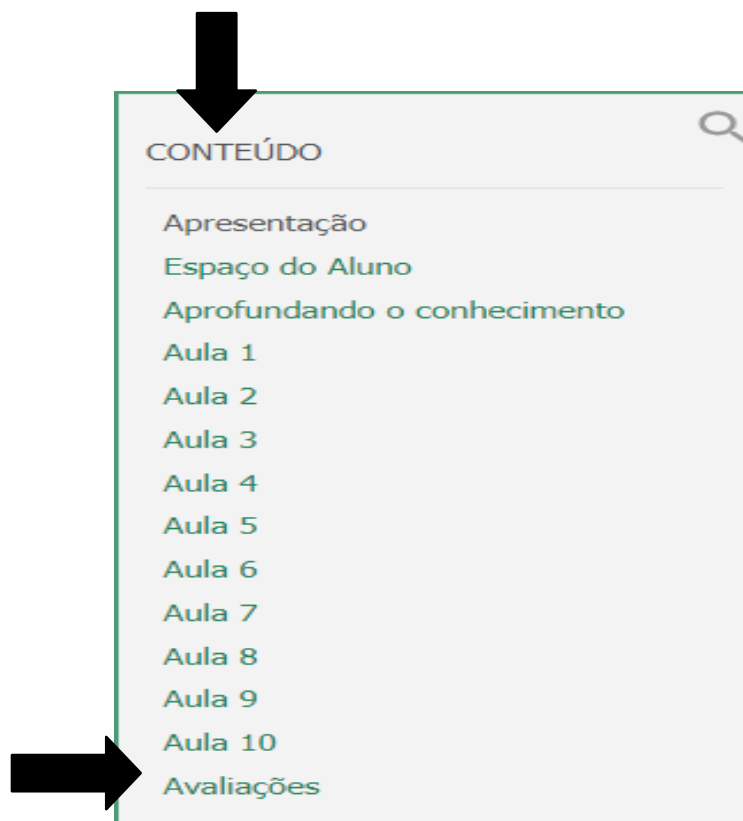 CONTEÚDO
Apresentação
Espaço do Aluno
Aprofundando o conhecimento
Aula 1
Aula 2
Aula 3
Aula 4
Aula 5
Aula 6
Aula 7
Aula 8
Aula 9
Aula 10
Avaliações